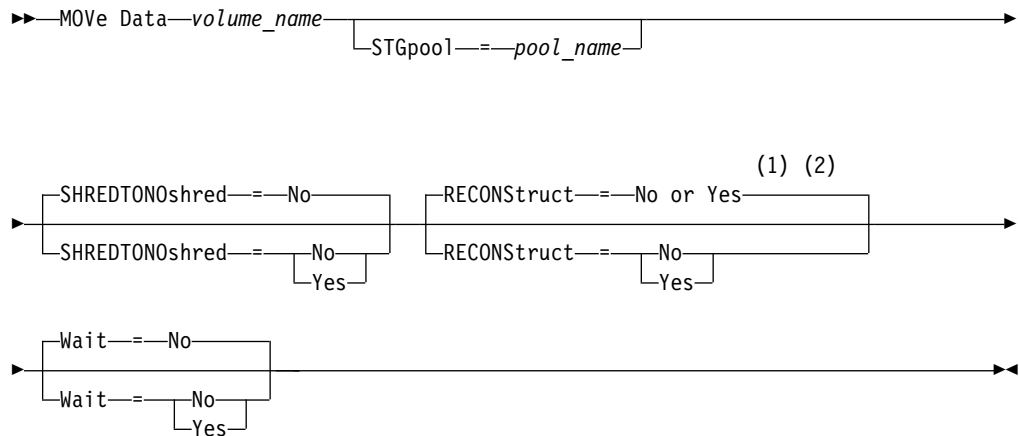 MOVe Data volume_name
STGpool = pool_name
(1) (2)
SHREDTONOshred = No RECONStruct = No or Yes
SHREDTONOshred = No RECONStruct = No
Yes Yes
Wait = No
Wait = No
Yes